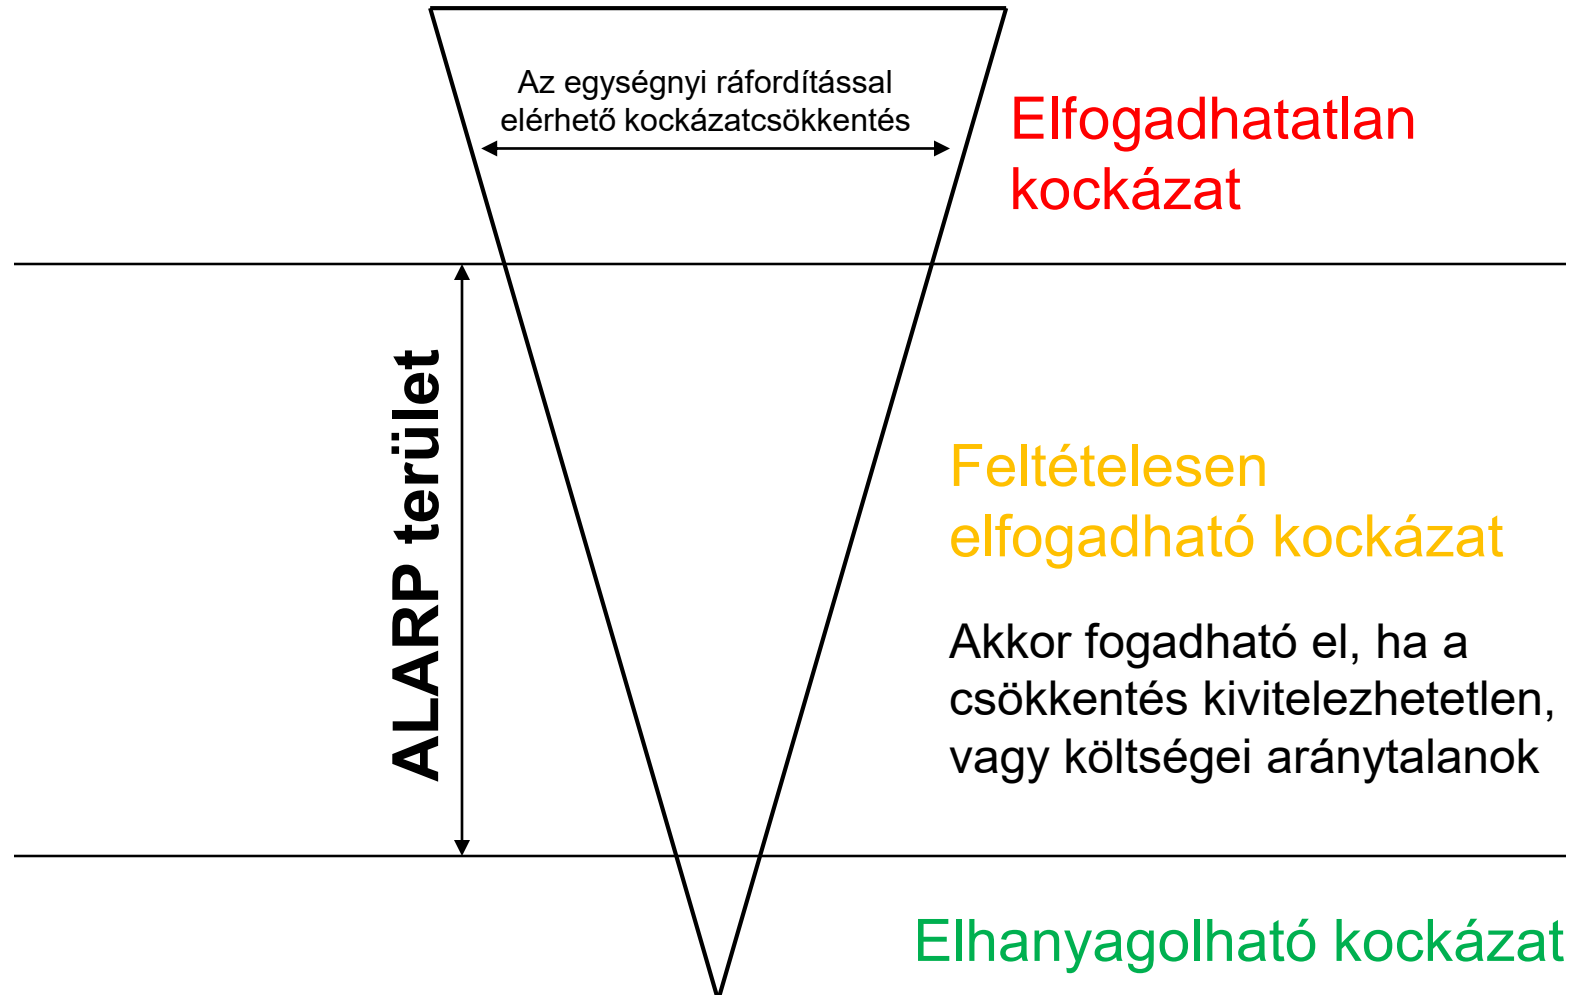 Az egységnyi ráfordítással
elérhető kockázatcsökkentés
Elfogadhatatlan
kockázat
ALARP terület
Feltételesen
elfogadható kockázat
Akkor fogadható el, ha a
csökkentés kivitelezhetetlen,
vagy költségei aránytalanok
Elhanyagolható kockázat